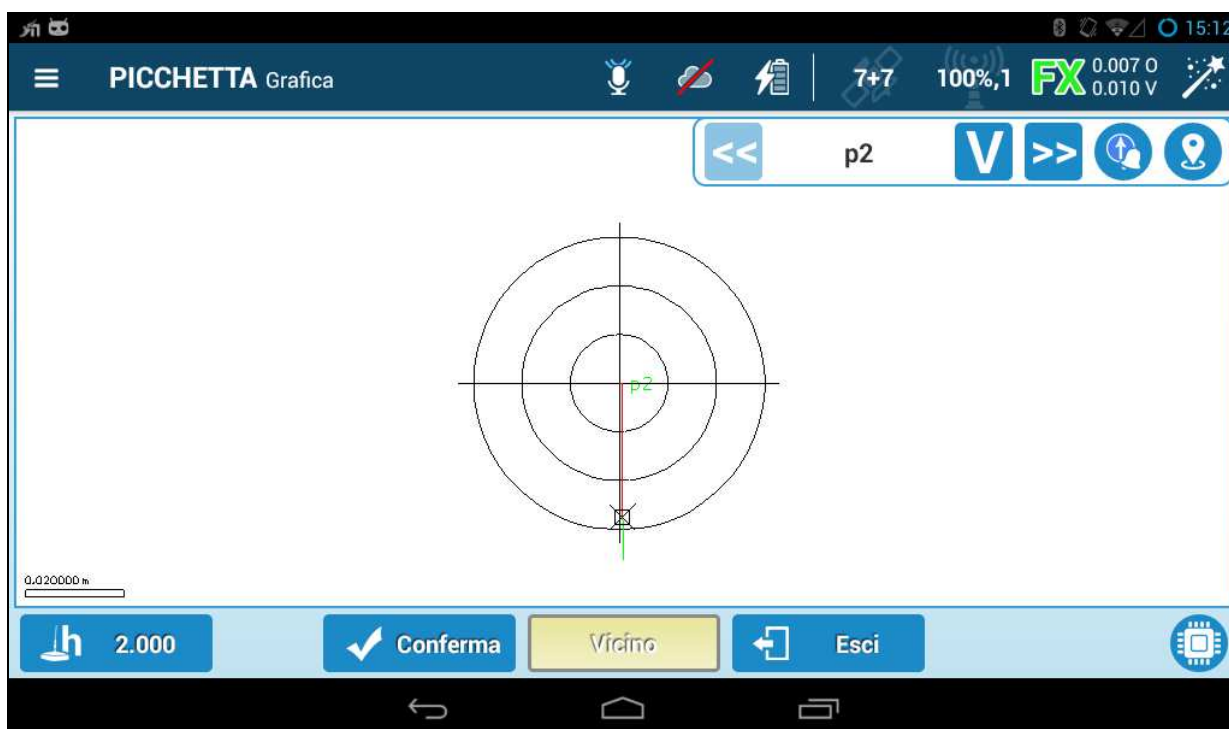 15:12
PICCHETTA Grafica
7+7
100%,1
FX
0.007 O
0.010 V
<<
p2
V
>>
p2
0.020000 m
h
2.000
Conferma
Vicino
Esci